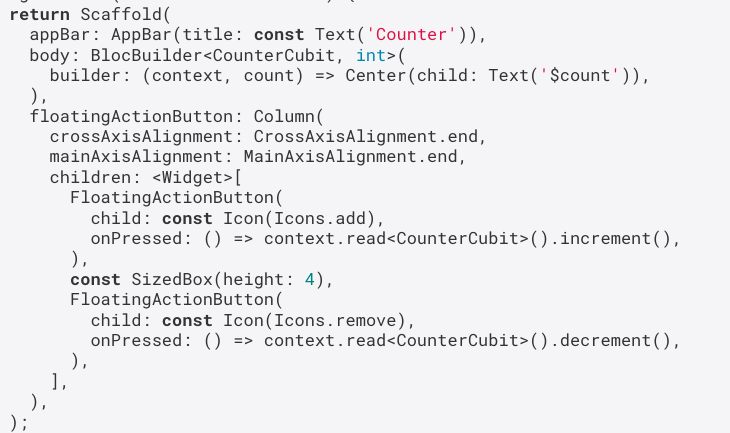 return Scaffold(
  appBar: AppBar(title: const Text('Counter')),
  body: BlocBuilder<CounterCubit, int>(
    builder: (context, count) => Center(child: Text('$count')),
  ),
  floatingActionButton: Column(
    crossAxisAlignment: CrossAxisAlignment.end,
    mainAxisAlignment: MainAxisAlignment.end,
    children: <Widget>[
      FloatingActionButton(
        child: const Icon(Icons.add),
        onPressed: () => context.read<CounterCubit>().increment(),
      ),
      const SizedBox(height: 4),
      FloatingActionButton(
        child: const Icon(Icons.remove),
        onPressed: () => context.read<CounterCubit>().decrement(),
      ),
    ],
  ),
);